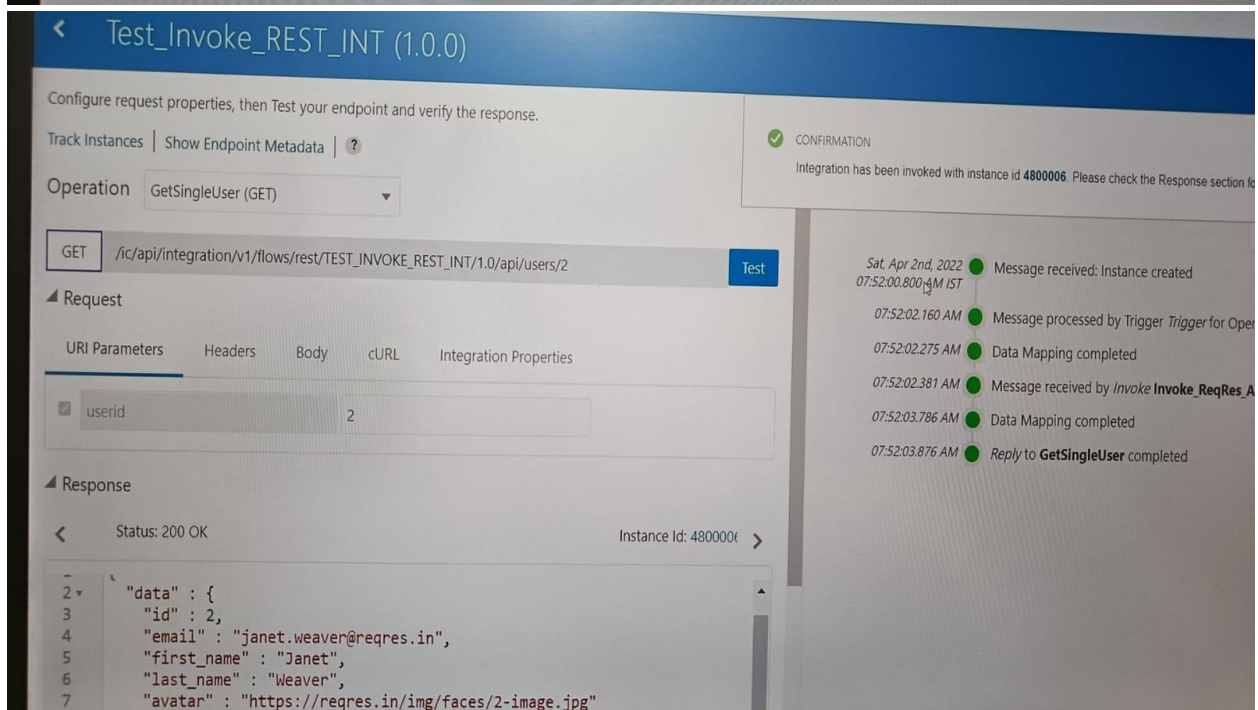 Test_Invoke_REST_INT (1.0.0)
Configure request properties, then Test your endpoint and verify the response.
Track Instances | Show Endpoint Metadata | ?
Operation GetSingleUser (GET)
GET /ic/api/integration/v1/flows/rest/TEST_INVOKE_REST_INT/1.0/api/users/2 Test
Request
URI Parameters Headers Body cURL Integration Properties
userid 2
Response
Status: 200 OK Instance Id: 480000
2 "data" : {
3 "id" : 2,
4 "email" : "janet.weaver@reqres.in",
5 "first_name" : "Janet",
6 "last_name" : "Weaver",
7 "avatar" : "https://reqres.in/img/faces/2-image.jpg"
CONFIRMATION
Integration has been invoked with instance id 4800006. Please check the Response section fo
Sat, Apr 2nd, 2022
07:52:00.800 AM IST Message received: Instance created
07:52:02.160 AM Message processed by Trigger Trigger for Oper
07:52:02.275 AM Data Mapping completed
07:52:02.381 AM Message received by Invoke Invoke_ReqRes_A
07:52:03.786 AM Data Mapping completed
07:52:03.876 AM Reply to GetSingleUser completed